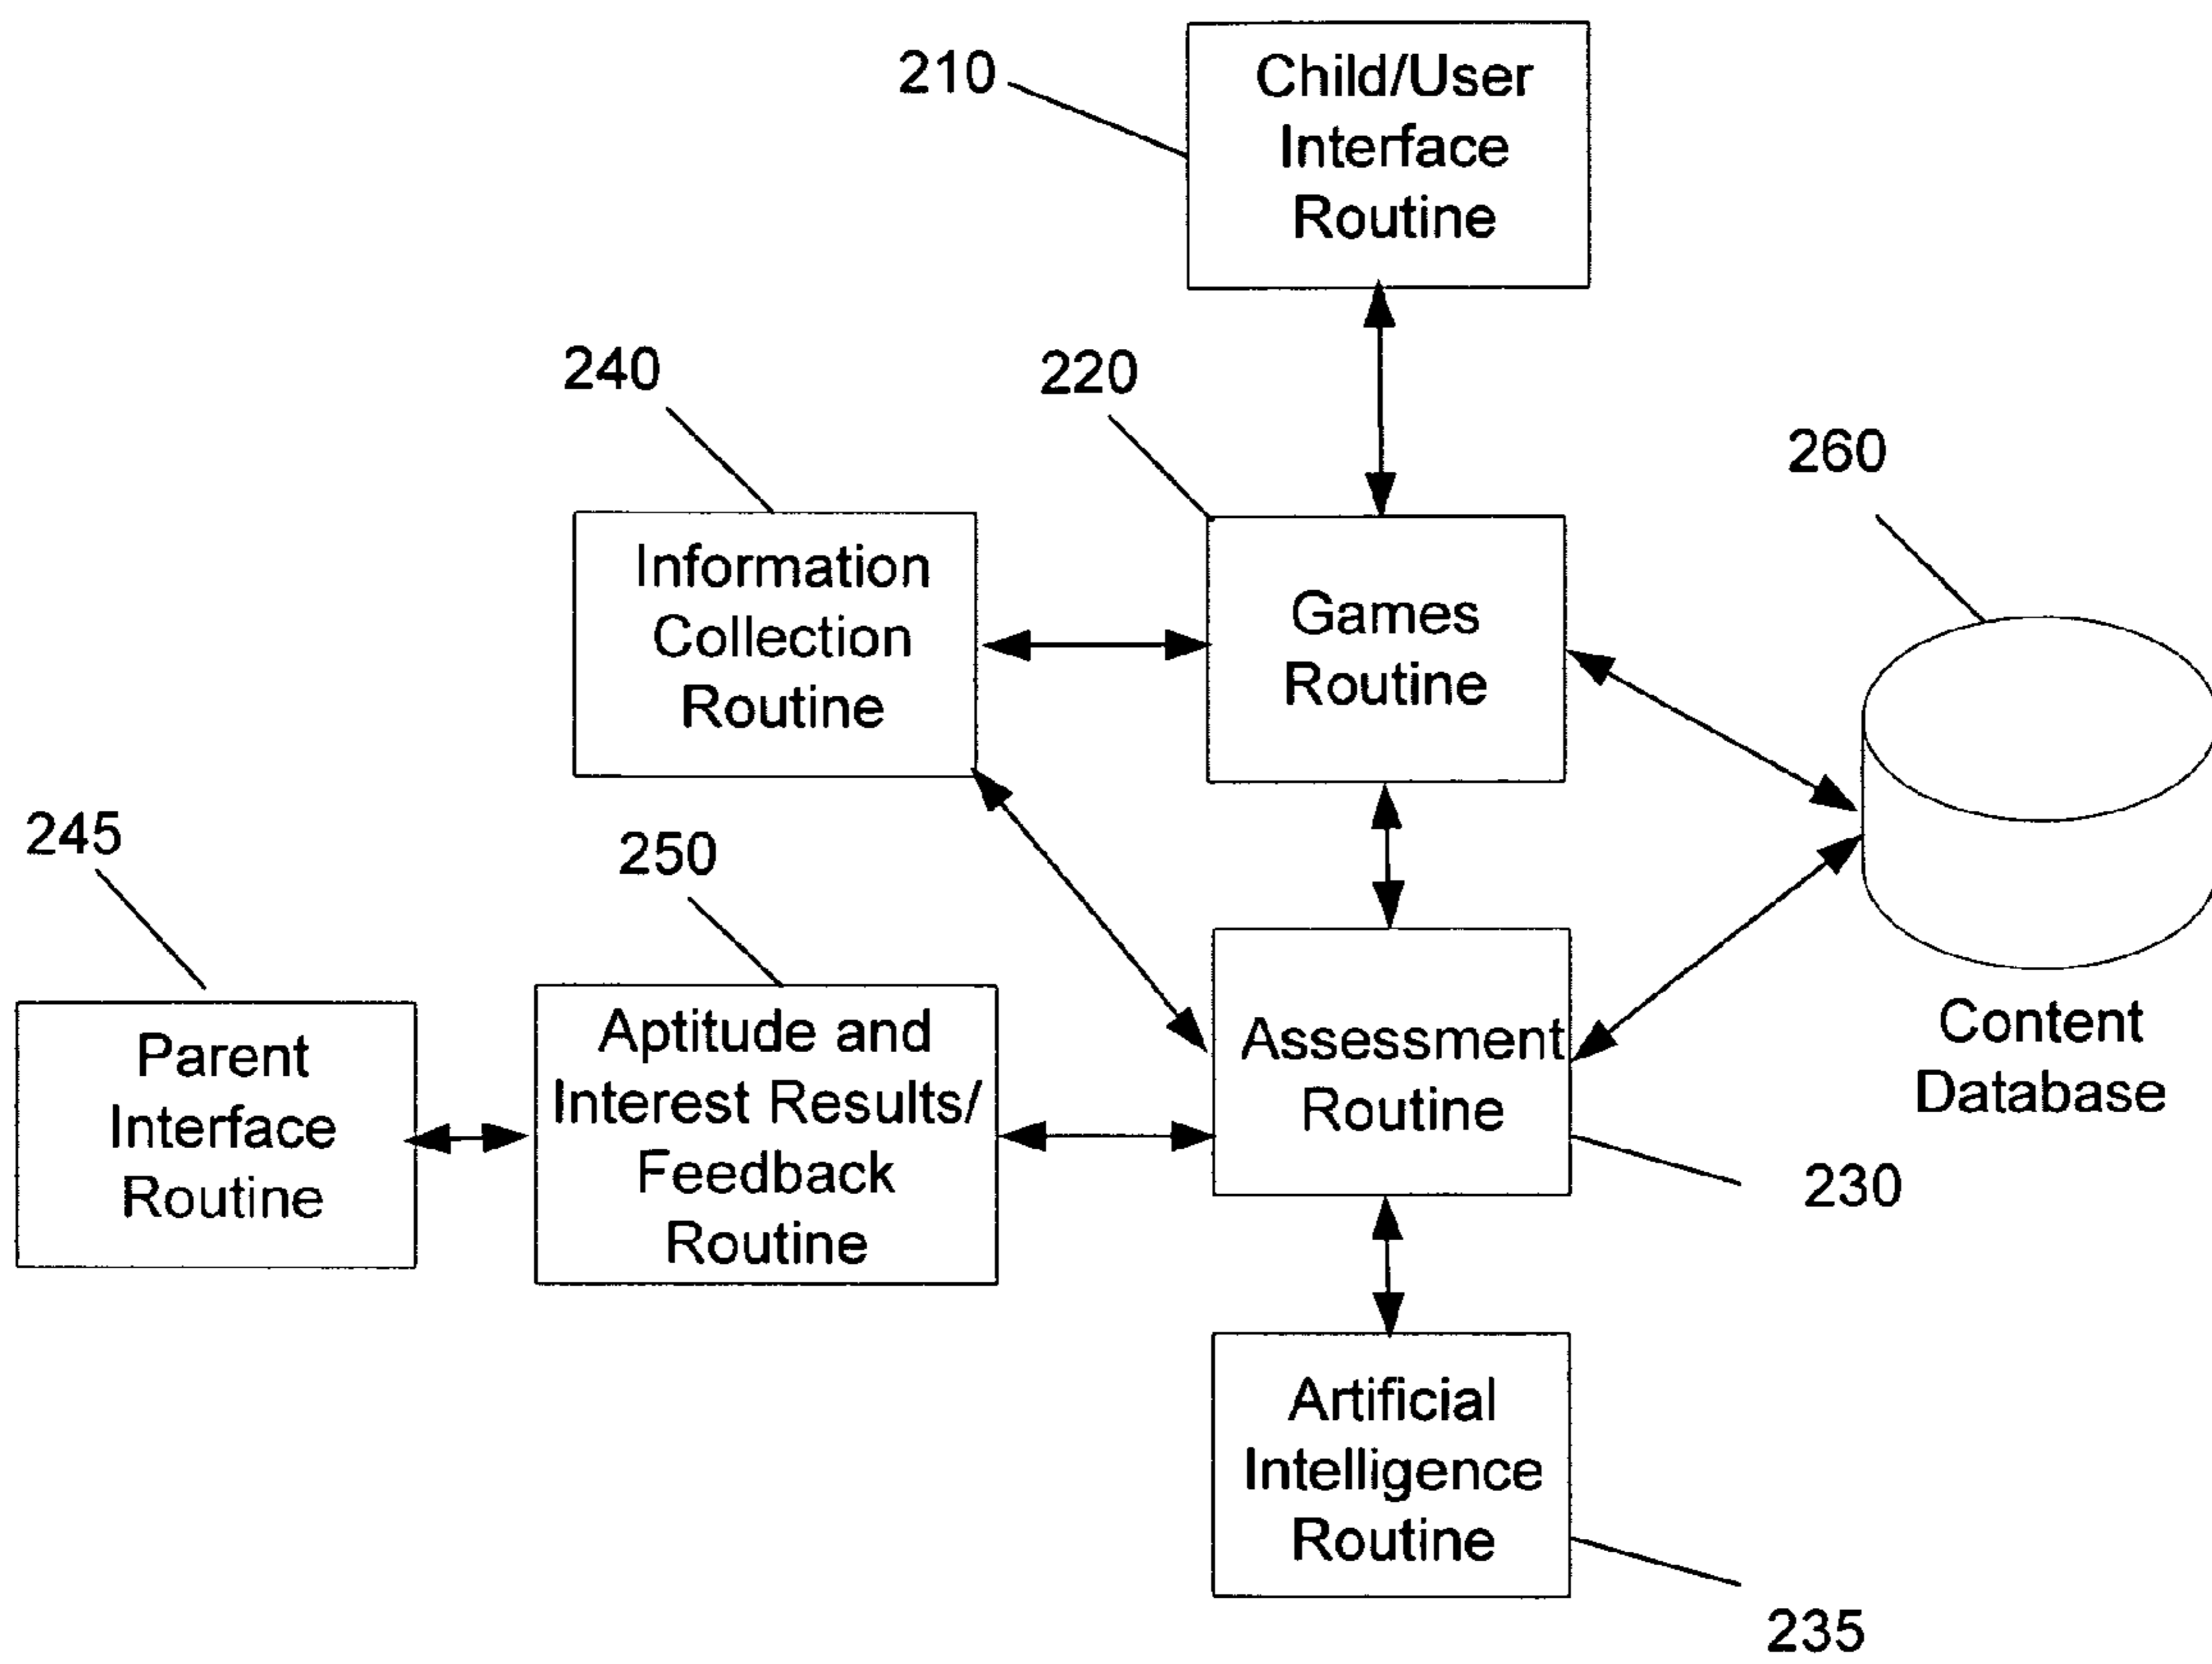 210
Child/User
Interface
Routine
240
220
260
Information
Collection
Routine
Games
Routine
245
250
Parent
Interface
Routine
Aptitude and
Interest Results/
Feedback
Routine
Assessment
Routine
Content
Database
230
Artificial
Intelligence
Routine
235